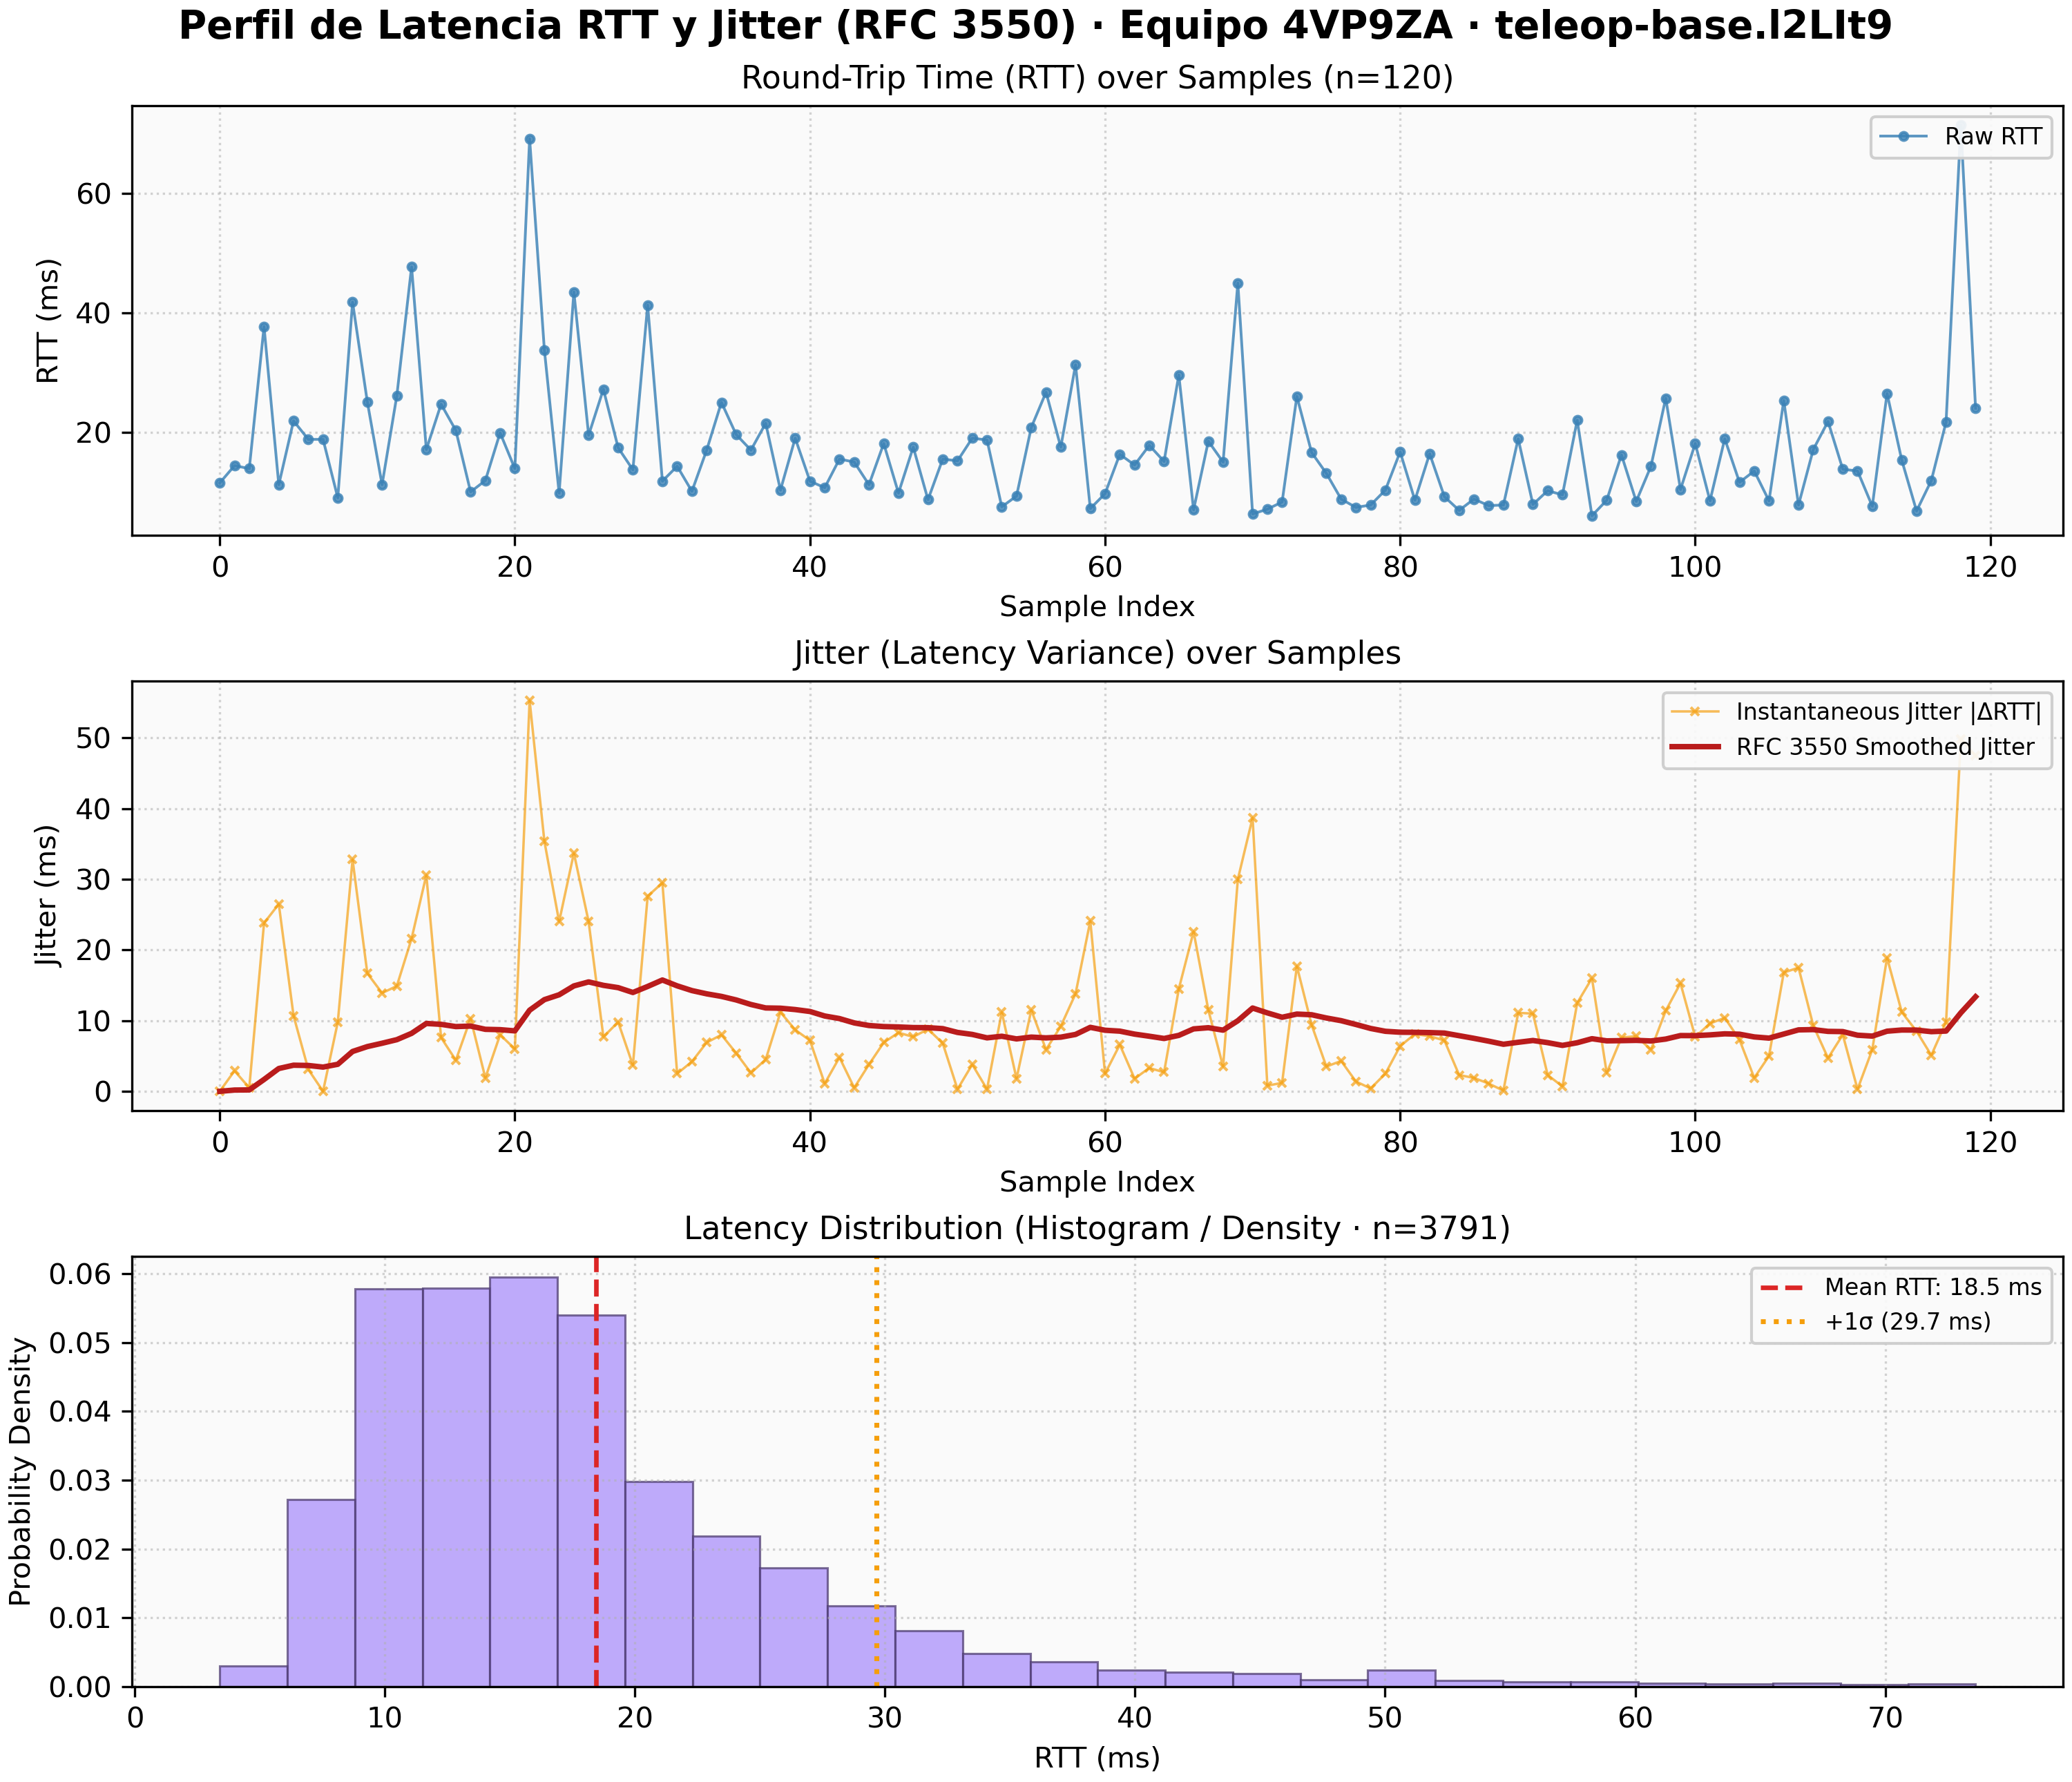 Perfil de Latencia RTT y Jitter (RFC 3550) · Equipo 4VP9ZA · teleop-base.l2LIt9
Round-Trip Time (RTT) over Samples (n=120)
Raw RTT
RTT (ms)
60
40
20
0 20 40 60 80 100 120
Sample Index
Jitter (Latency Variance) over Samples
Instantaneous Jitter |ΔRTT|
RFC 3550 Smoothed Jitter
Jitter (ms)
50
40
30
20
10
0
0 20 40 60 80 100 120
Sample Index
Latency Distribution (Histogram / Density · n=3791)
Mean RTT: 18.5 ms
+1σ (29.7 ms)
Probability Density
0.06
0.05
0.04
0.03
0.02
0.01
0.00
0 10 20 30 40 50 60 70
RTT (ms)